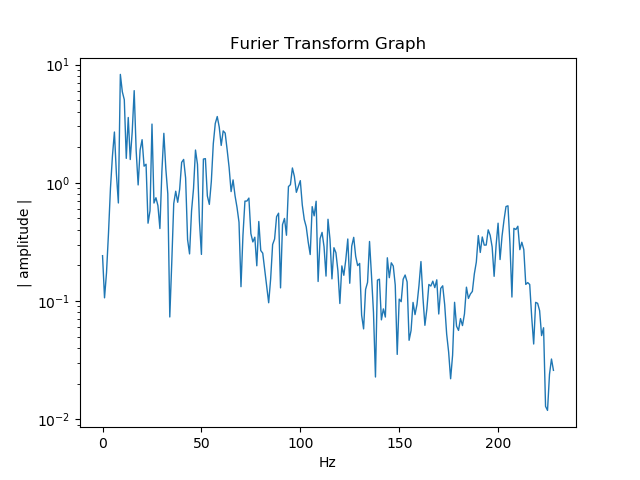 Furier Transform Graph
10¹
10⁰
10⁻¹
10⁻²
| amplitude |
0 50 100 150 200
Hz